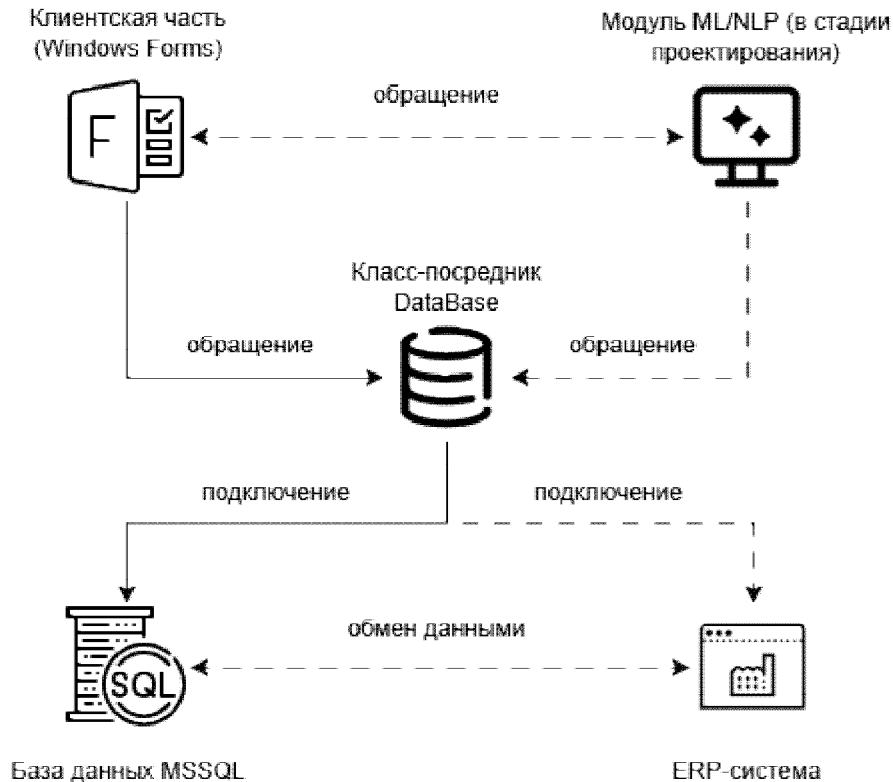 Клиентская часть
(Windows Forms)
Модуль ML/NLP (в стадии
проектирования)
обращение
F
Класс-посредник
DataBase
обращение
обращение
подключение
подключение
обмен данными
SQL
База данных MSSQL
ERP-система